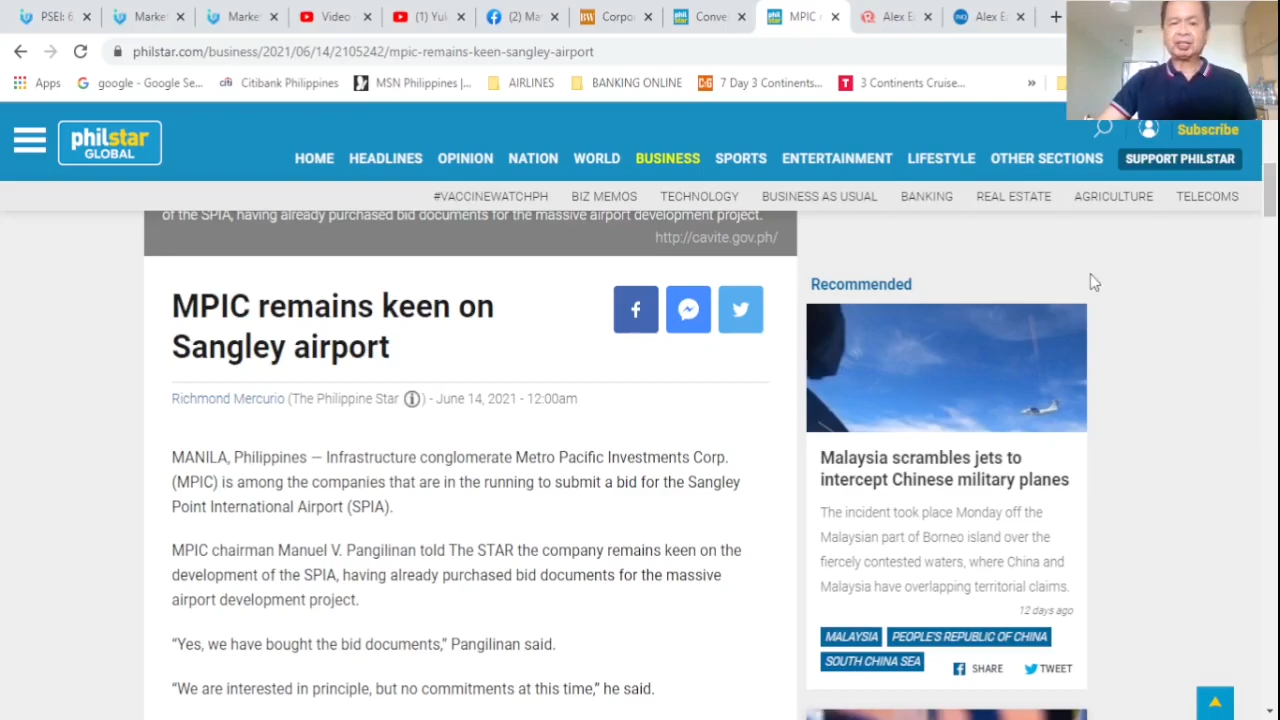 PSEI: E
Marke
Marke
Video
(1) Yu
(2) Ma
Corpo
Conve
MPIC
Alex E
Alex E
philstar.com/business/2021/06/14/2105242/mpic-remains-keen-sangley-airport
Apps
google - Google Se...
Citibank Philippines
MSN Philippines |...
AIRLINES
BANKING ONLINE
7 Day 3 Continents...
3 Continents Cruise...
»
philstar
GLOBAL
Subscribe
HOME HEADLINES OPINION NATION WORLD BUSINESS SPORTS ENTERTAINMENT LIFESTYLE OTHER SECTIONS SUPPORT PHILSTAR
#VACCINEWATCHPH BIZ MEMOS TECHNOLOGY BUSINESS AS USUAL BANKING REAL ESTATE AGRICULTURE TELECOMS
of the SPIA, having already purchased bid documents for the massive airport development project.
http://cavite.gov.ph/
MPIC remains keen on
Sangley airport
Richmond Mercurio (The Philippine Star ) - June 14, 2021 - 12:00am
MANILA, Philippines — Infrastructure conglomerate Metro Pacific Investments Corp.
(MPIC) is among the companies that are in the running to submit a bid for the Sangley
Point International Airport (SPIA).
MPIC chairman Manuel V. Pangilinan told The STAR the company remains keen on the
development of the SPIA, having already purchased bid documents for the massive
airport development project.
“Yes, we have bought the bid documents,” Pangilinan said.
“We are interested in principle, but no commitments at this time,” he said.
Recommended
Malaysia scrambles jets to
intercept Chinese military planes
The incident took place Monday off the
Malaysian part of Borneo island over the
fiercely contested waters, where China and
Malaysia have overlapping territorial claims.
12 days ago
MALAYSIA PEOPLE'S REPUBLIC OF CHINA
SOUTH CHINA SEA
SHARE TWEET